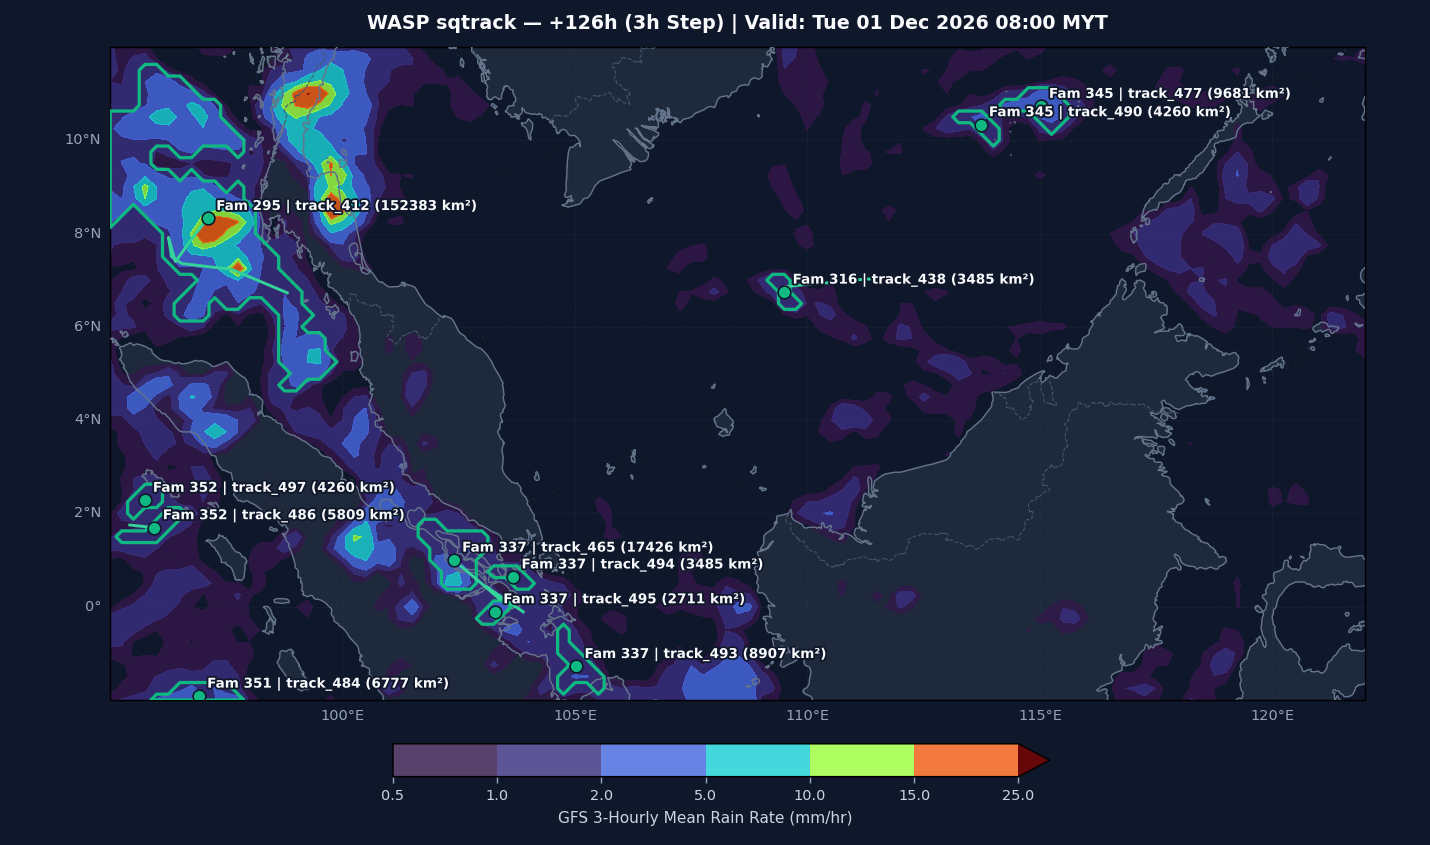 WASP sqtrack — +126h (3h Step) | Valid: Tue 01 Dec 2026 08:00 MYT
Fam 345 | track_477 (9681 km²)
Fam 345 | track_490 (4260 km²)
10°N
Fam 295 | track_412 (152383 km²)
8°N
Fam 316 | track_438 (3485 km²)
6°N
4°N
Fam 352 | track_497 (4260 km²)
2°N
Fam 352 | track_486 (5809 km²)
Fam 337 | track_465 (17426 km²)
Fam 337 | track_494 (3485 km²)
Fam 337 | track_495 (2711 km²)
0°
Fam 337 | track_493 (8907 km²)
Fam 351 | track_484 (6777 km²)
100°E 105°E 110°E 115°E 120°E
0.5 1.0 2.0 5.0 10.0 15.0 25.0
GFS 3-Hourly Mean Rain Rate (mm/hr)